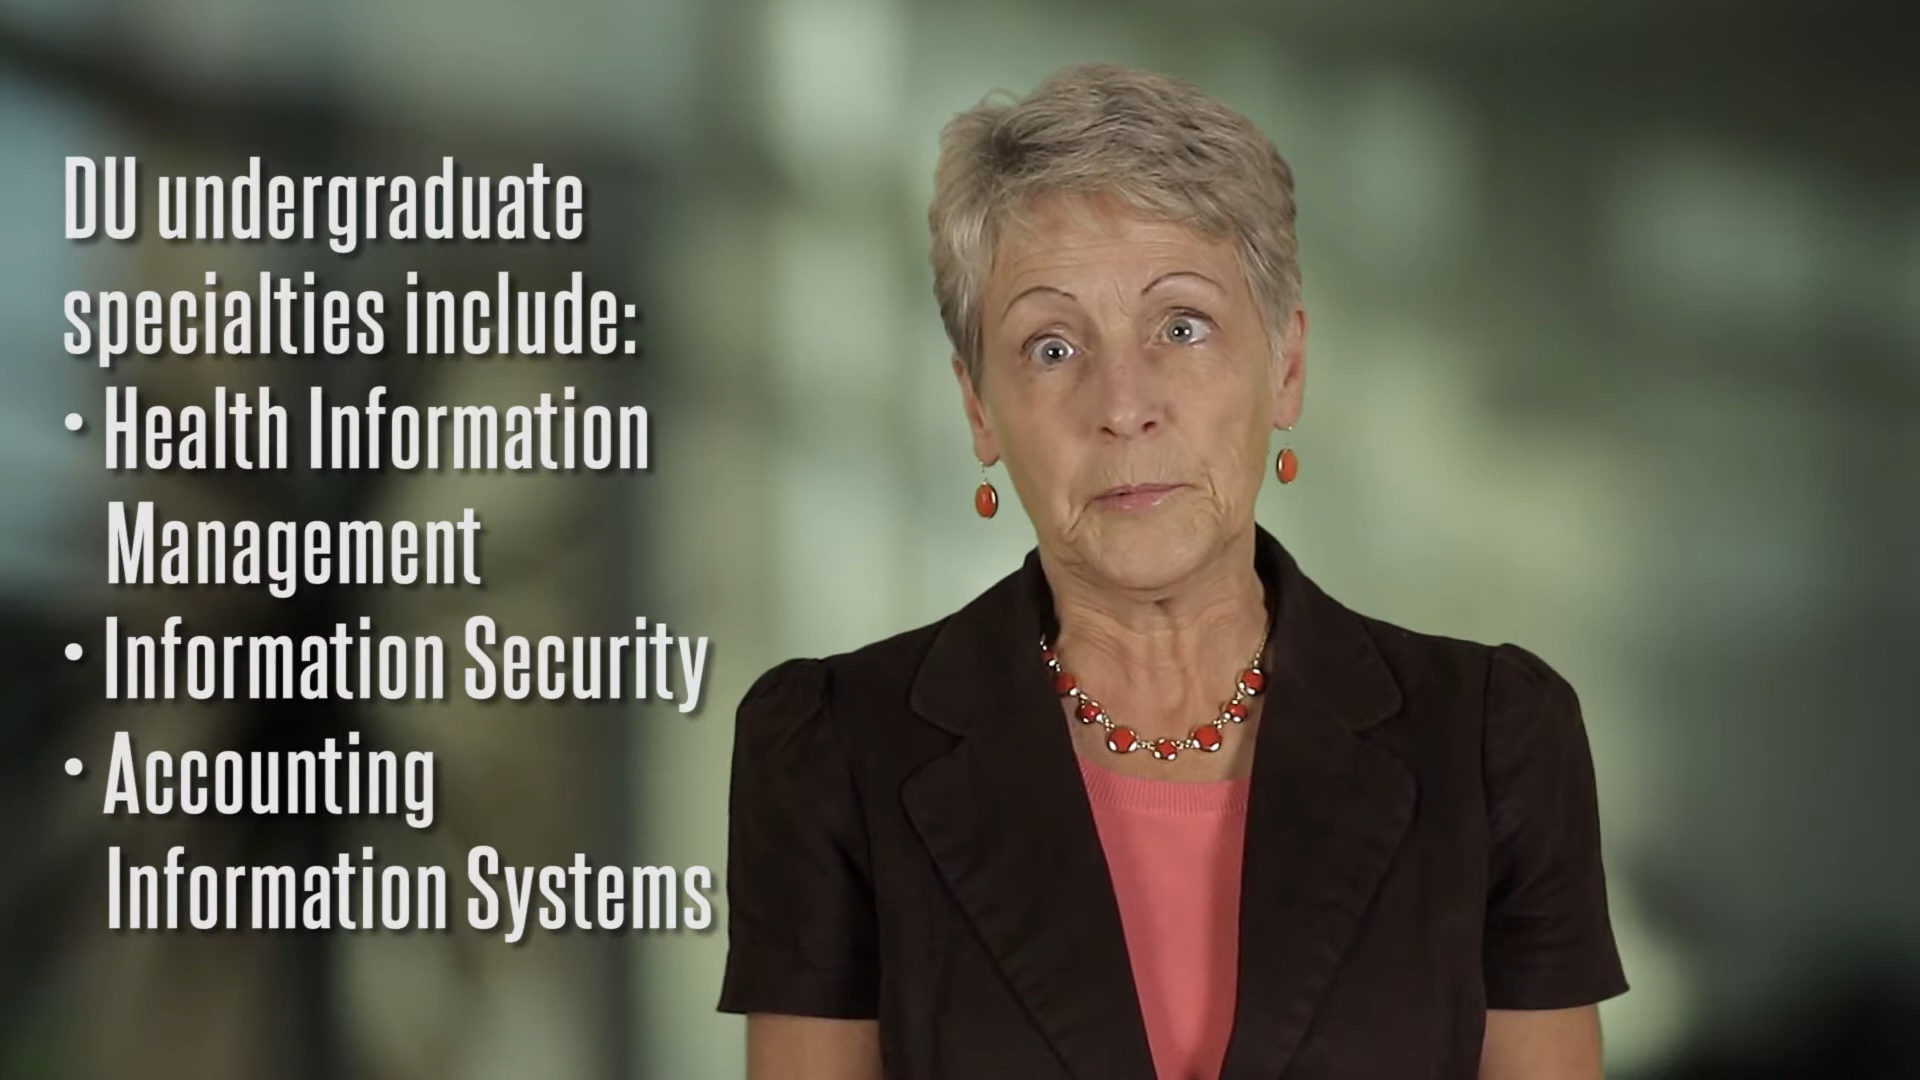 DU undergraduate
specialties include:
• Health Information
Management
• Information Security
• Accounting
Information Systems